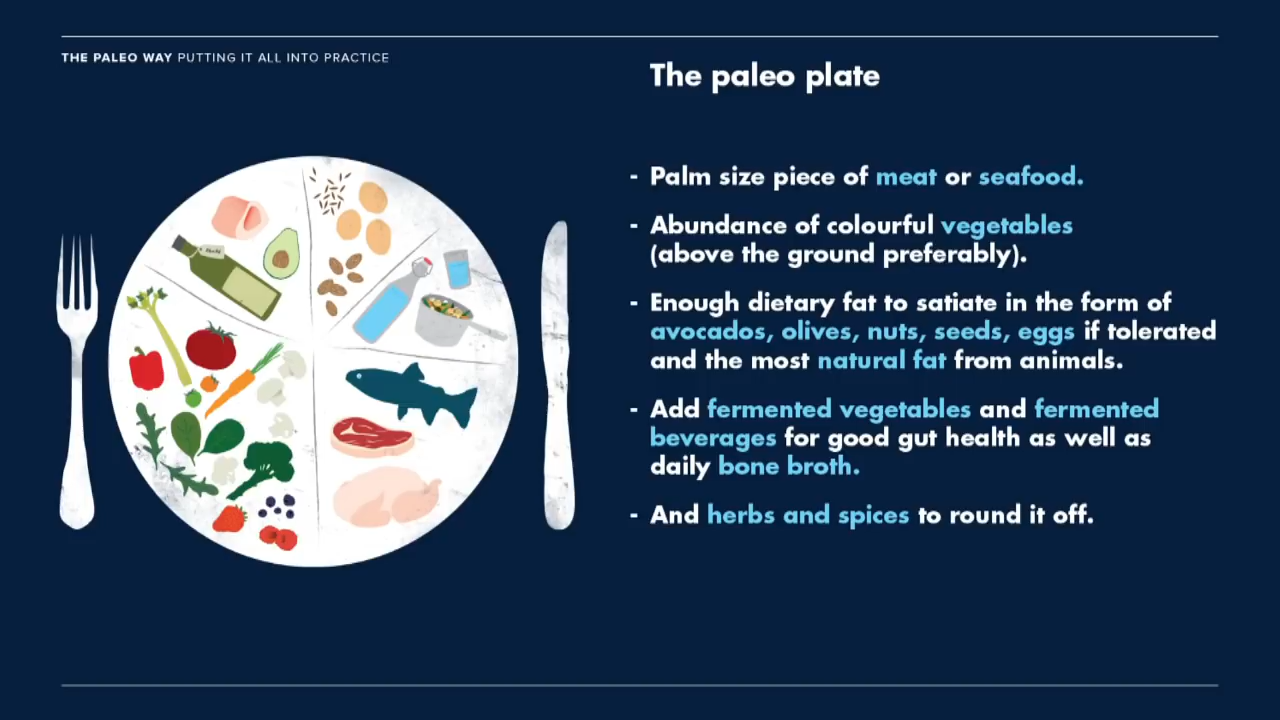 THE PALEO WAY PUTTING IT ALL INTO PRACTICE
The paleo plate
- Palm size piece of meat or seafood.
- Abundance of colourful vegetables
(above the ground preferably).
- Enough dietary fat to satiate in the form of
avocados, olives, nuts, seeds, eggs if tolerated
and the most natural fat from animals.
- Add fermented vegetables and fermented
beverages for good gut health as well as
daily bone broth.
- And herbs and spices to round it off.